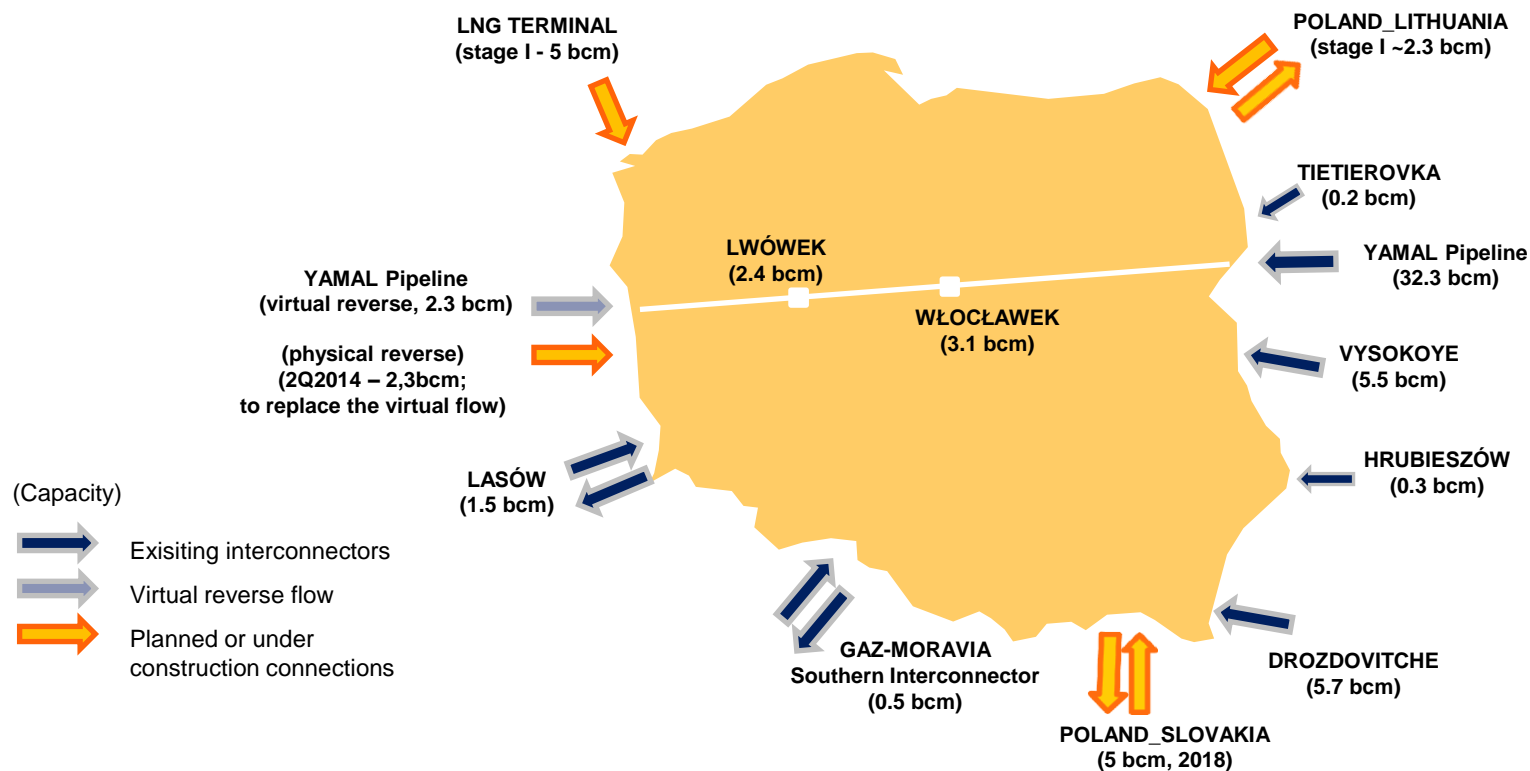 LNG TERMINAL
(stage I - 5 bcm)
POLAND_LITHUANIA
(stage I ~2.3 bcm)
TIETIEROVKA
(0.2 bcm)
LWÓWEK
(2.4 bcm)
YAMAL Pipeline
(32.3 bcm)
YAMAL Pipeline
(virtual reverse, 2.3 bcm)
WŁOCŁAWEK
(3.1 bcm)
(physical reverse)
(2Q2014 – 2,3bcm;
to replace the virtual flow)
VYSOKOYE
(5.5 bcm)
LASÓW
(1.5 bcm)
HRUBIESZÓW
(0.3 bcm)
(Capacity)
Exisiting interconnectors
Virtual reverse flow
Planned or under
construction connections
GAZ-MORAVIA
Southern Interconnector
(0.5 bcm)
DROZDOVITCHE
(5.7 bcm)
POLAND_SLOVAKIA
(5 bcm, 2018)